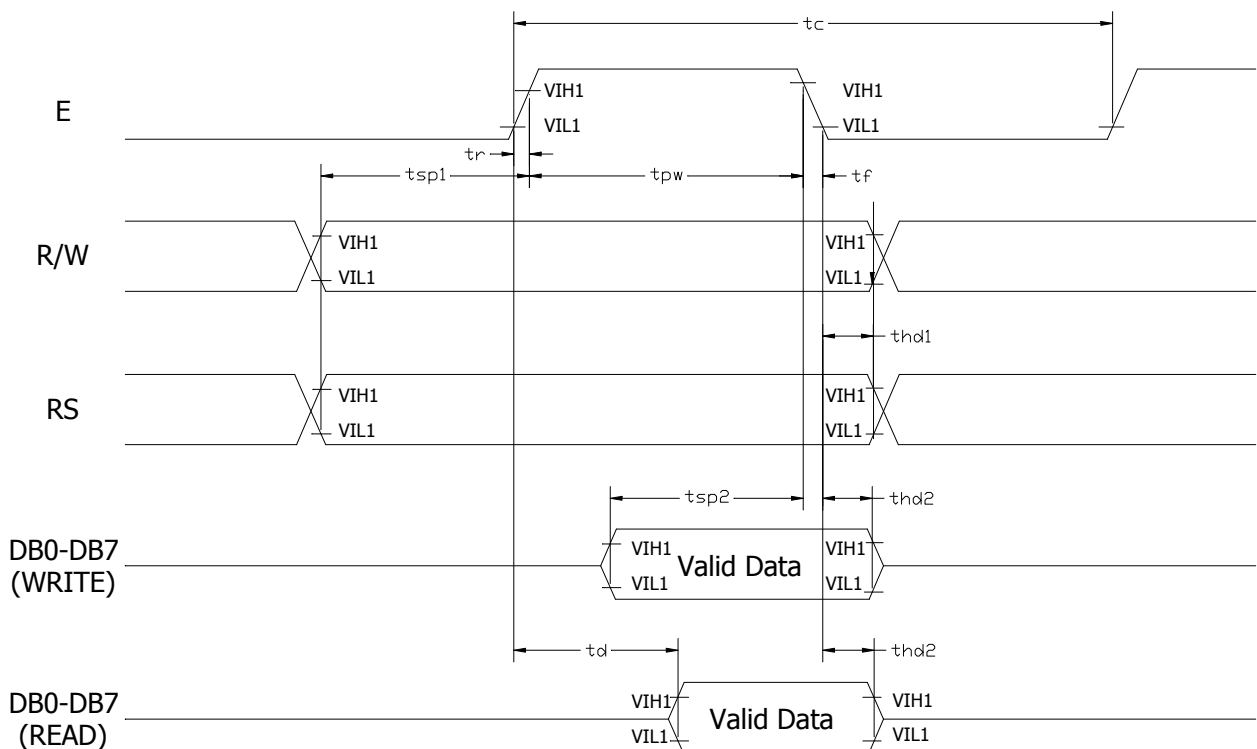 tc
E
VIH1
VIH1
VIL1
VIL1
tr
tsp1
tpw
tf
R/W
VIH1
VIH1
VIL1
VIL1
thd1
RS
VIH1
VIH1
VIL1
VIL1
tsp2
thd2
DB0-DB7
(WRITE)
VIH1
Valid Data
VIH1
VIL1
VIL1
td
thd2
DB0-DB7
(READ)
VIH1
Valid Data
VIH1
VIL1
VIL1